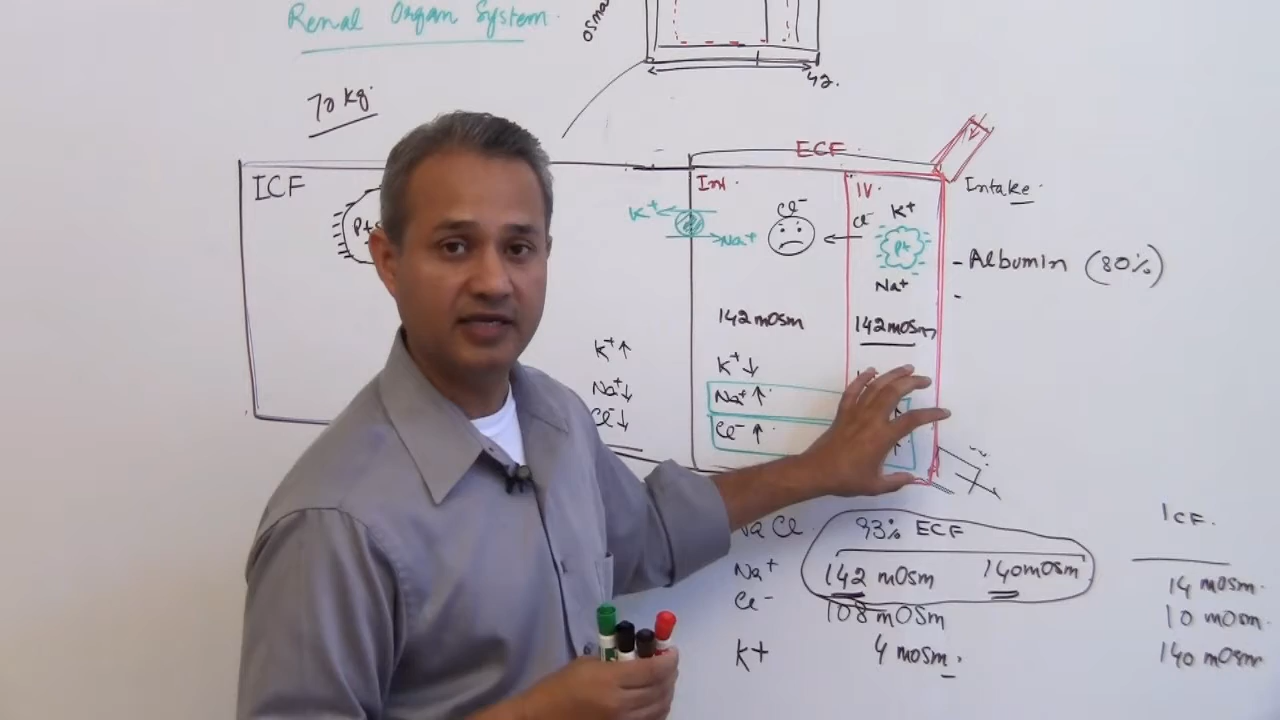 Renal Organ System
osmo
42.
70 kg.
ECF
ICF
Int.
IV.
Intake
K+
Na+
Cl-
Cl-
K+
Pt
Na+
- Albumin (80%)
-
142 mOsm
142 mOsm
K+ ↑
Na+ ↓
Cl- ↓
K+ ↓
Na+ ↑
Cl- ↑
NaCl. 93% ECF ICF.
Na+ 142 mOsm 140 mOsm 14 mosm.
Cl- 108 mOSm 10 mOsm.
K+ 4 mosm. 140 mOsm